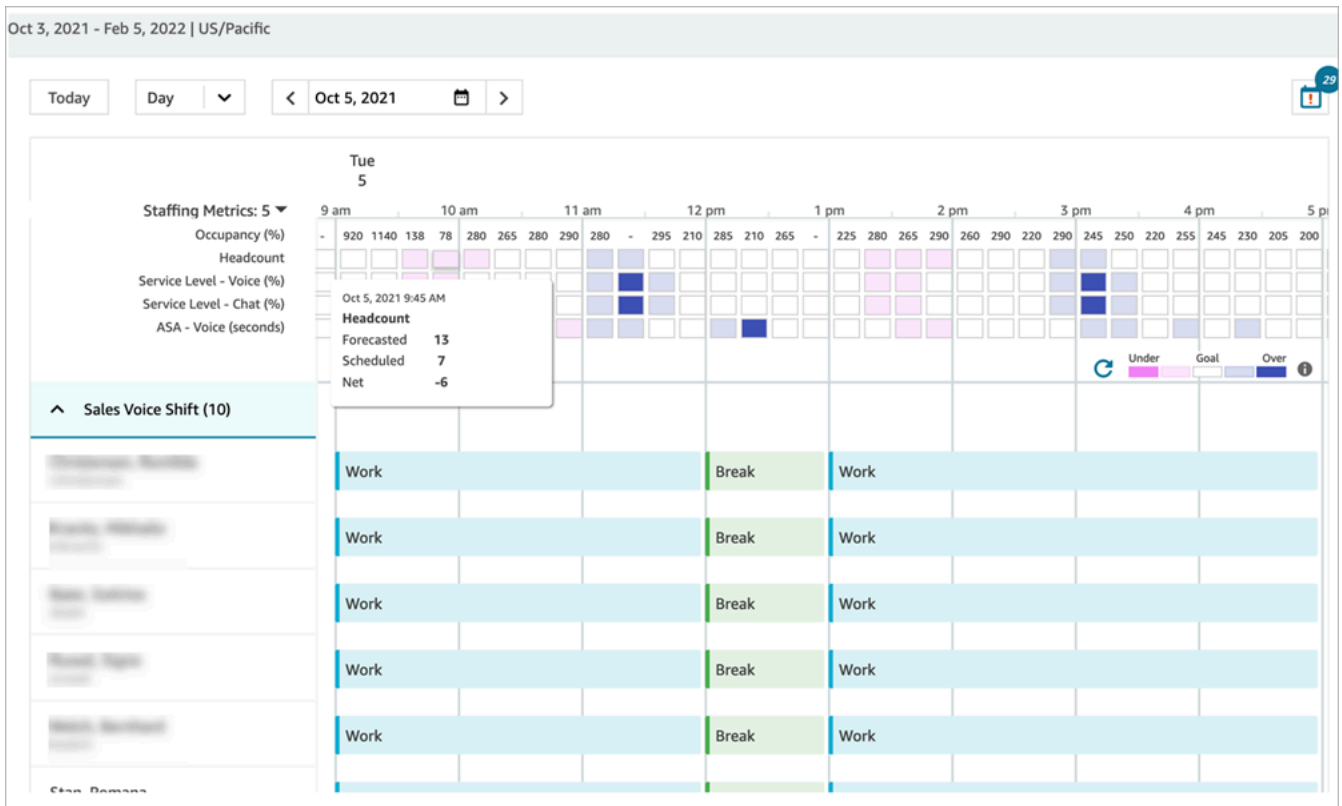 Oct 3, 2021 - Feb 5, 2022 | US/Pacific
Today Day Oct 5, 2021 29
Tue
5
Staffing Metrics: 5 9 am 10 am 11 am 12 pm 1 pm 2 pm 3 pm 4 pm 5
Occupancy (%) - 920 1140 138 78 280 265 280 290 280 - 295 210 285 210 265 - 225 280 265 290 260 290 220 290 245 250 220 255 245 230 205 200
Headcount
Service Level - Voice (%)
Service Level - Chat (%)
ASA - Voice (seconds)
Oct 5, 2021 9:45 AM
Headcount
Forecasted 13
Scheduled 7
Net -6
Under Goal Over
Sales Voice Shift (10)
Work Break Work
Work Break Work
Work Break Work
Work Break Work
Work Break Work
Stan, Romana